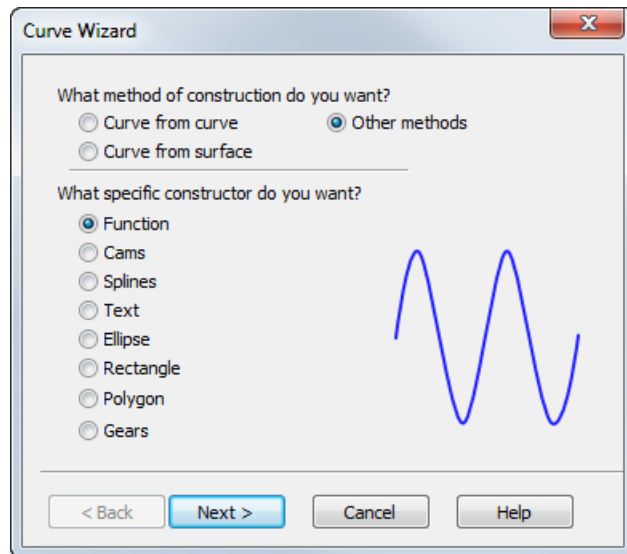 Curve Wizard
What method of construction do you want?
Curve from curve
Other methods
Curve from surface
What specific constructor do you want?
Function
Cams
Splines
Text
Ellipse
Rectangle
Polygon
Gears
< Back
Next >
Cancel
Help